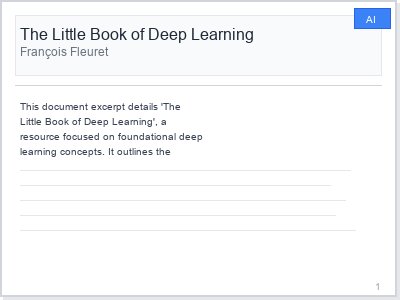 AI
The Little Book of Deep Learning
François Fleuret
This document excerpt details 'The
Little Book of Deep Learning', a
resource focused on foundational deep
learning concepts. It outlines the
1